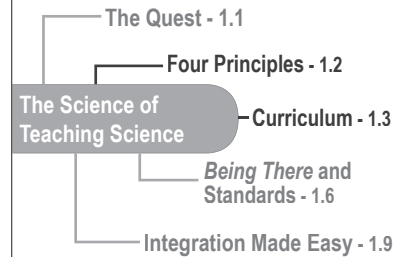 The Quest - 1.1
Four Principles - 1.2
The Science of
Teaching Science
Curriculum - 1.3
Being There and
Standards - 1.6
Integration Made Easy - 1.9